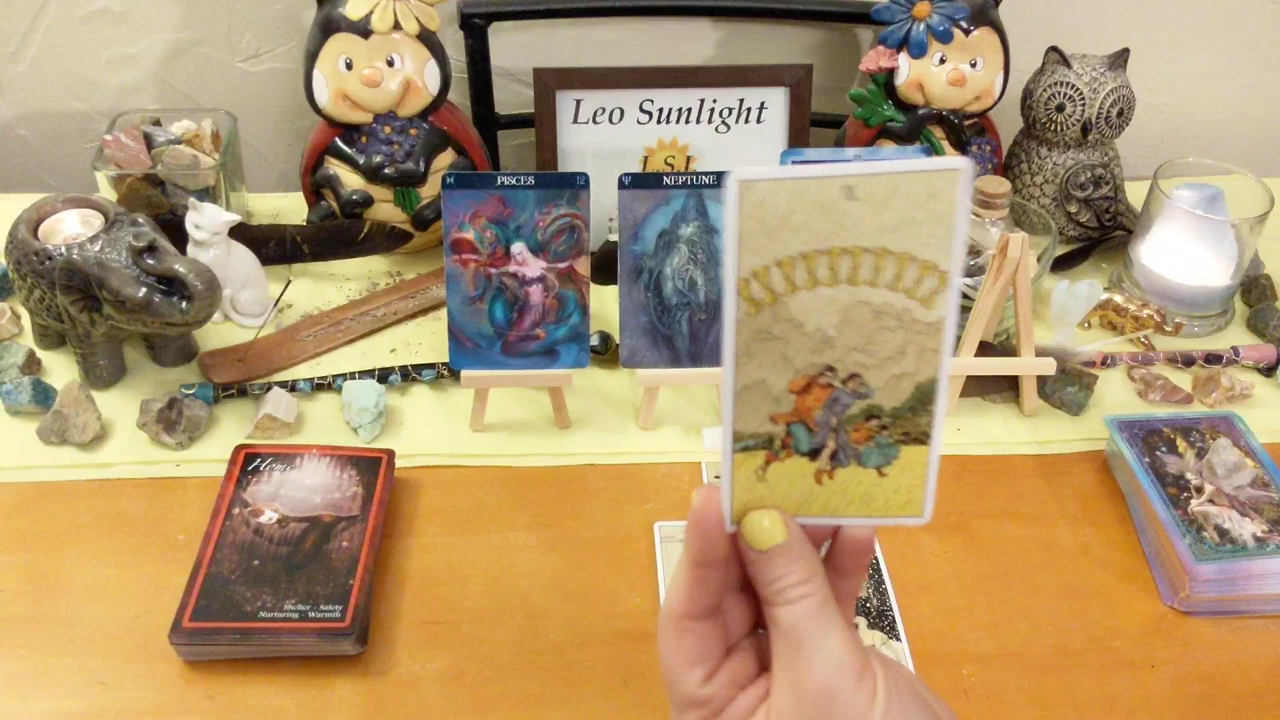 Leo Sunlight
L.S.L
PISCES 12
NEPTUNE
X
Home
Shelter - Safety
Nurturing - Warmth